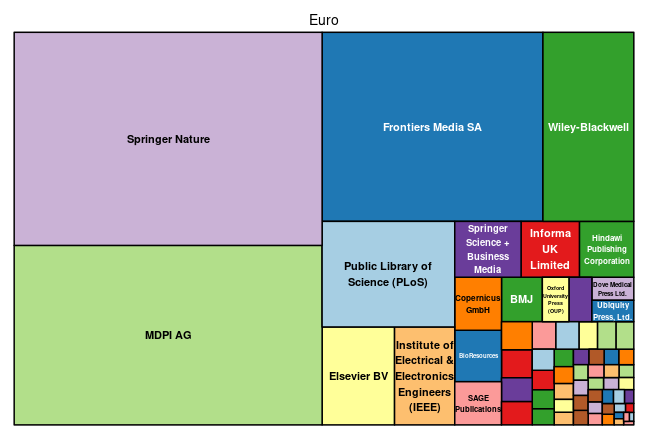 Euro
Springer Nature
Frontiers Media SA
Wiley-Blackwell
MDPI AG
Public Library of
Science (PLoS)
Springer
Science +
Business
Media
Informa
UK
Limited
Hindawi
Publishing
Corporation
Elsevier BV
Institute of
Electrical &
Electronics
Engineers
(IEEE)
Copernicus
GmbH
BMJ
Oxford
University
Press
(OUP)
Dove Medical
Press Ltd.
Ubiquity
Press, Ltd.
BioResources
SAGE
Publications